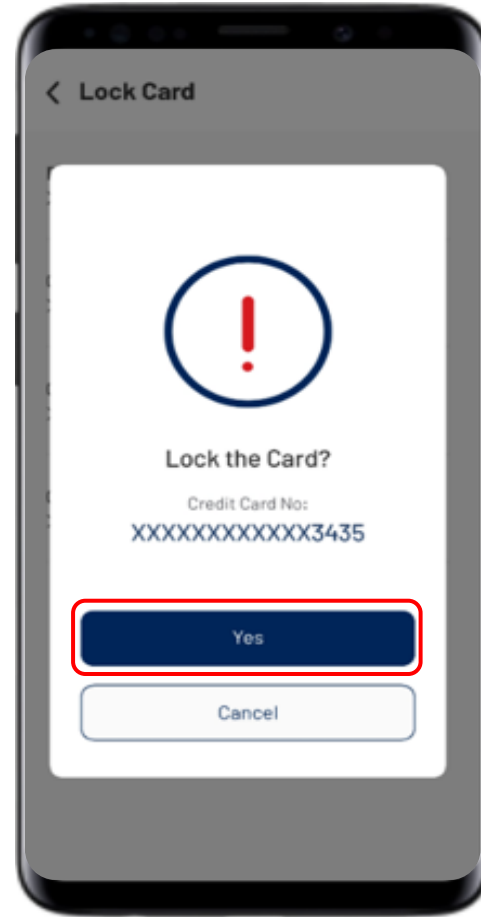 Lock Card
Lock the Card?
Credit Card No:
XXXXXXXXXXXX3435
Yes
Cancel